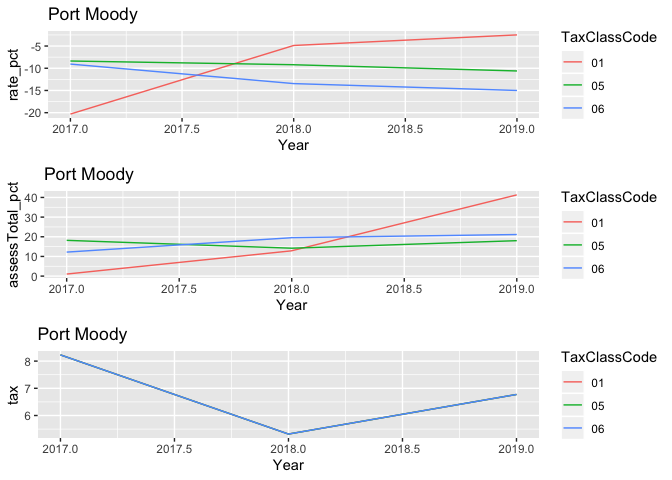 Port Moody
rate_pct
-5
-10
-15
-20
2017.0 2017.5 2018.0 2018.5 2019.0
Year
TaxClassCode
01
05
06
Port Moody
assessTotal_pct
40
30
20
10
0
2017.0 2017.5 2018.0 2018.5 2019.0
Year
TaxClassCode
01
05
06
Port Moody
tax
8
7
6
2017.0 2017.5 2018.0 2018.5 2019.0
Year
TaxClassCode
01
05
06